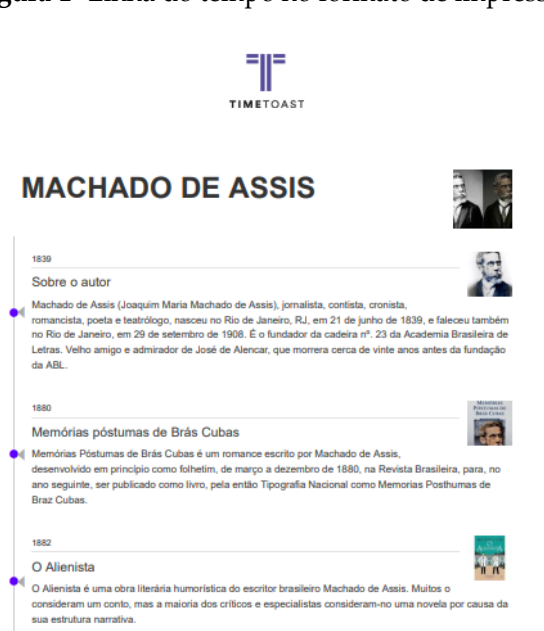 TIMETOAST
MACHADO DE ASSIS
1839
Sobre o autor
Machado de Assis (Joaquim Maria Machado de Assis), jornalista, contista, cronista,
romancista, poeta e teatrólogo, nasceu no Rio de Janeiro, RJ, em 21 de junho de 1839, e faleceu também
no Rio de Janeiro, em 29 de setembro de 1908. É o fundador da cadeira nº. 23 da Academia Brasileira de
Letras. Velho amigo e admirador de José de Alencar, que morrera cerca de vinte anos antes da fundação
da ABL.
1880
MEMÓRIAS
PÓSTUMAS DE
BRÁS CUBAS
Memórias póstumas de Brás Cubas
Memórias Póstumas de Brás Cubas é um romance escrito por Machado de Assis,
desenvolvido em princípio como folhetim, de março a dezembro de 1880, na Revista Brasileira, para, no
ano seguinte, ser publicado como livro, pela então Tipografia Nacional como Memorias Posthumas de
Braz Cubas.
1882
O Alienista
O Alienista é uma obra literária humorística do escritor brasileiro Machado de Assis. Muitos o
consideram um conto, mas a maioria dos críticos e especialistas consideram-no uma novela por causa da
sua estrutura narrativa.